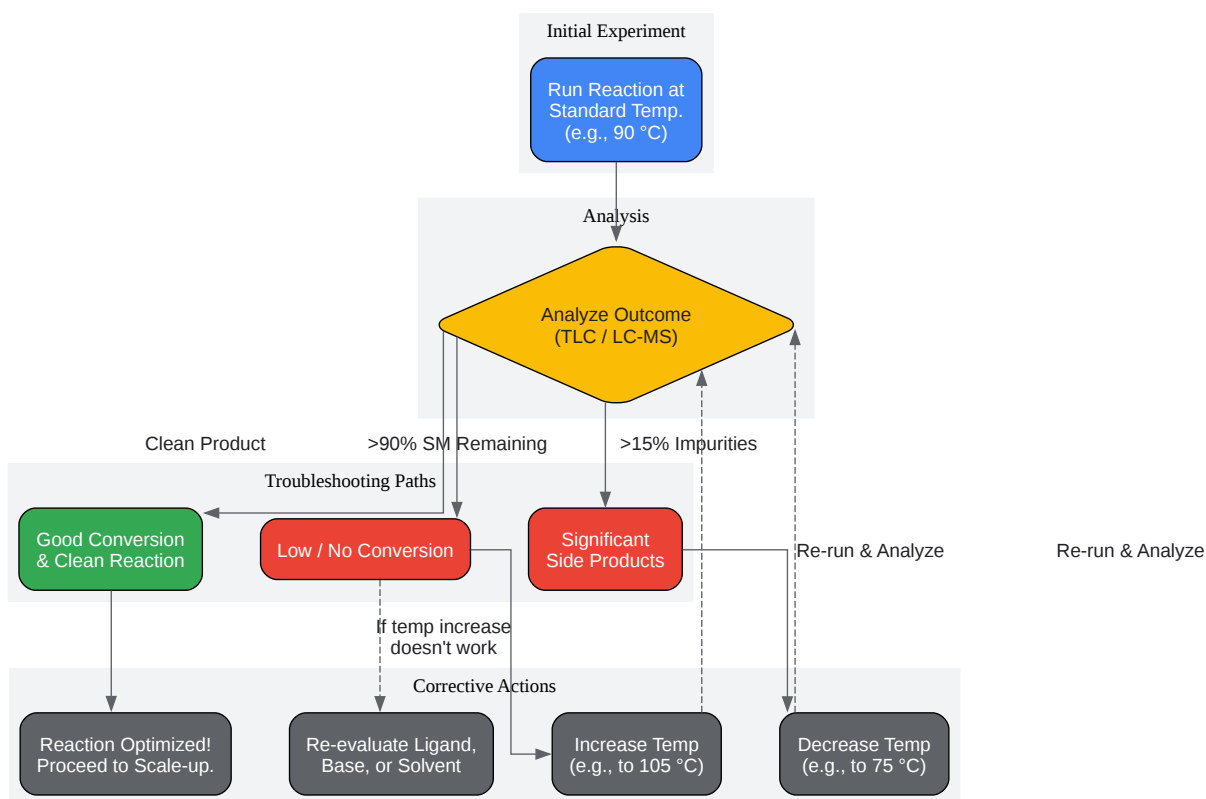 Initial Experiment
Run Reaction at
Standard Temp.
(e.g., 90 °C)
Analysis
Analyze Outcome
(TLC / LC-MS)
Clean Product
>90% SM Remaining
>15% Impurities
Troubleshooting Paths
Good Conversion
& Clean Reaction
Low / No Conversion
Significant
Side Products
Re-run & Analyze
Re-run & Analyze
If temp increase
doesn't work
Corrective Actions
Reaction Optimized!
Proceed to Scale-up.
Re-evaluate Ligand,
Base, or Solvent
Increase Temp
(e.g., to 105 °C)
Decrease Temp
(e.g., to 75 °C)